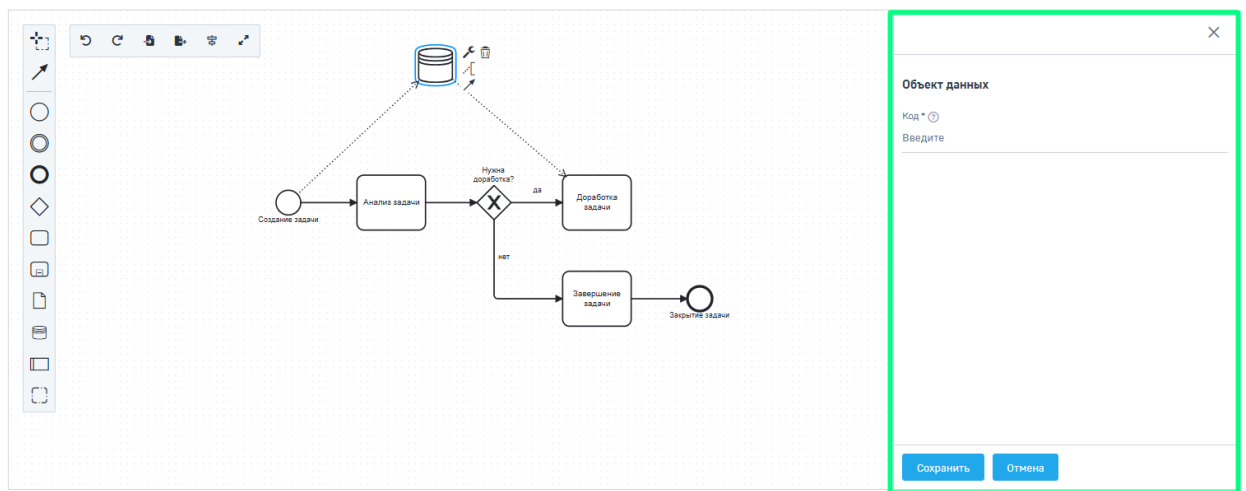 Нужна
доработка?
да
Создание задачи
Анализ задачи
X
Доработка
задачи
нет
Завершение
задачи
Закрытие задачи
Объект данных
Код * ?
Введите
Сохранить
Отмена